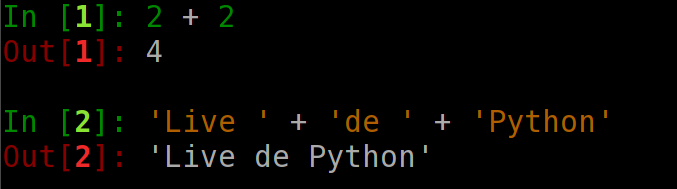 In [1]: 2 + 2
Out[1]: 4
In [2]: 'Live ' + 'de ' + 'Python'
Out[2]: 'Live de Python'